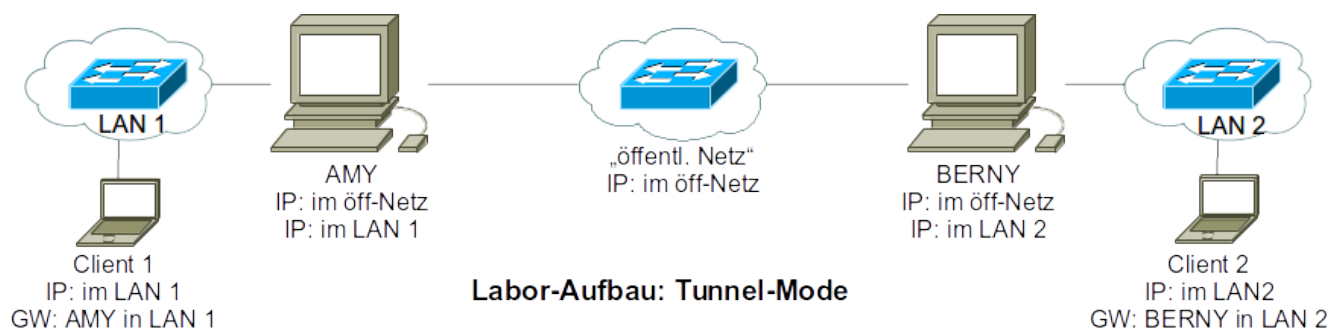 LAN 1
LAN 2
AMY
IP: im öff-Netz
IP: im LAN 1
„öffentl. Netz“
IP: im öff-Netz
BERNY
IP: im öff-Netz
IP: im LAN 2
Client 1
IP: im LAN 1
GW: AMY in LAN 1
Labor-Aufbau: Tunnel-Mode
Client 2
IP: im LAN2
GW: BERNY in LAN 2